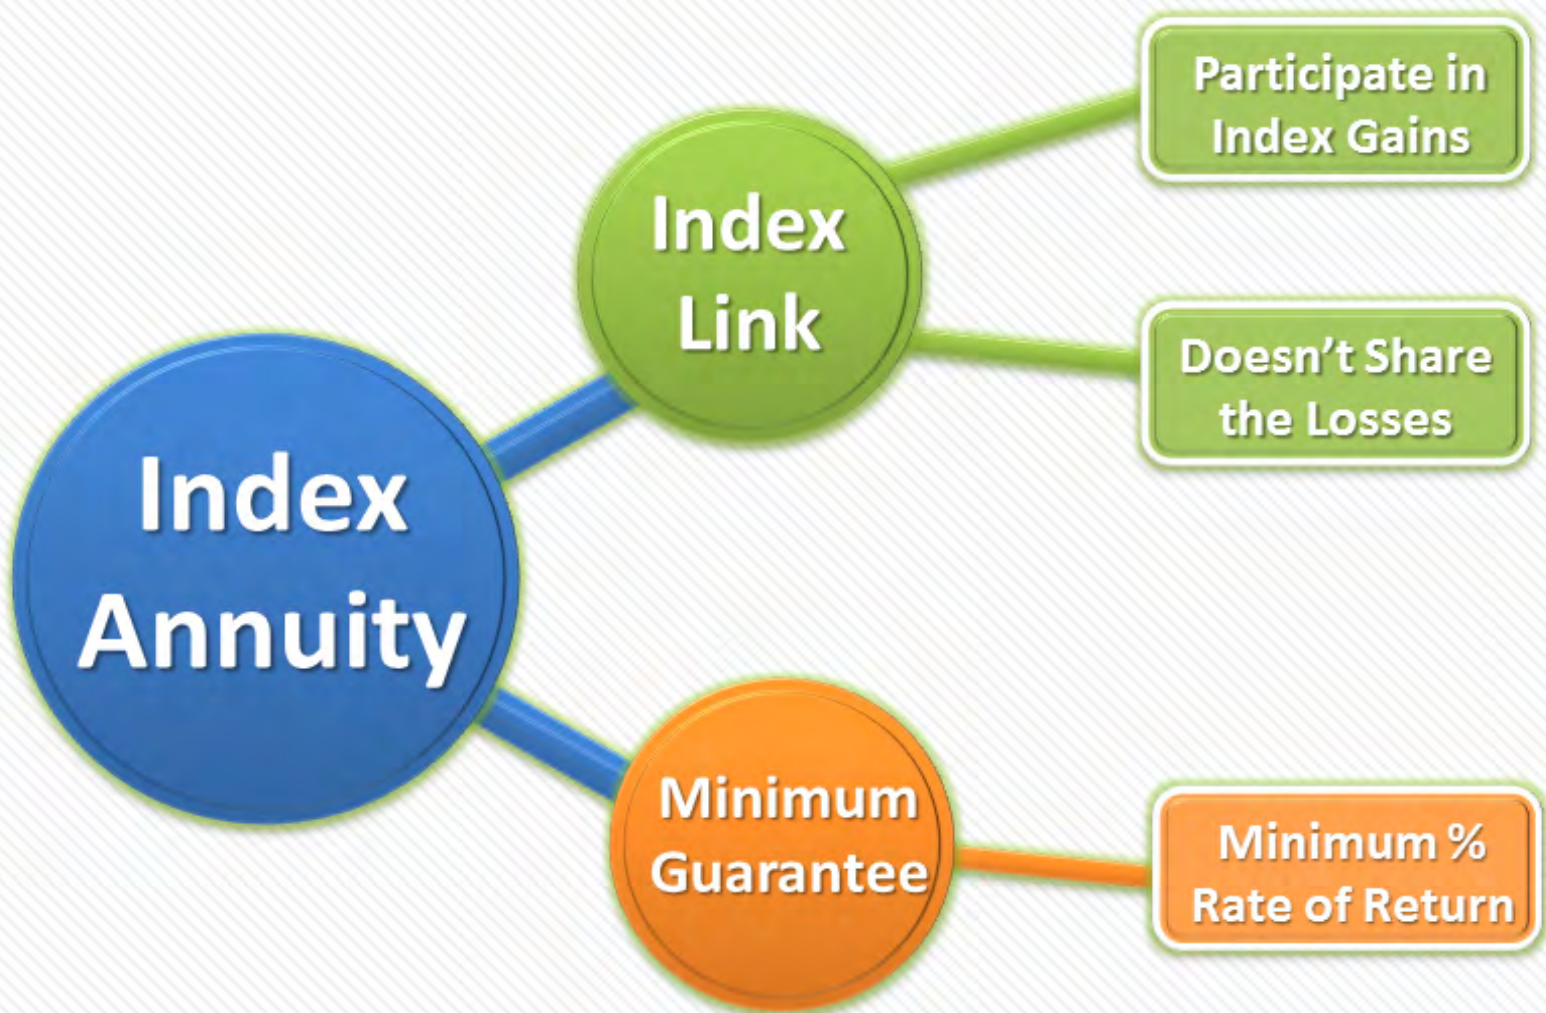 Index
Annuity
Index
Link
Participate in
Index Gains
Doesn’t Share
the Losses
Minimum
Guarantee
Minimum %
Rate of Return